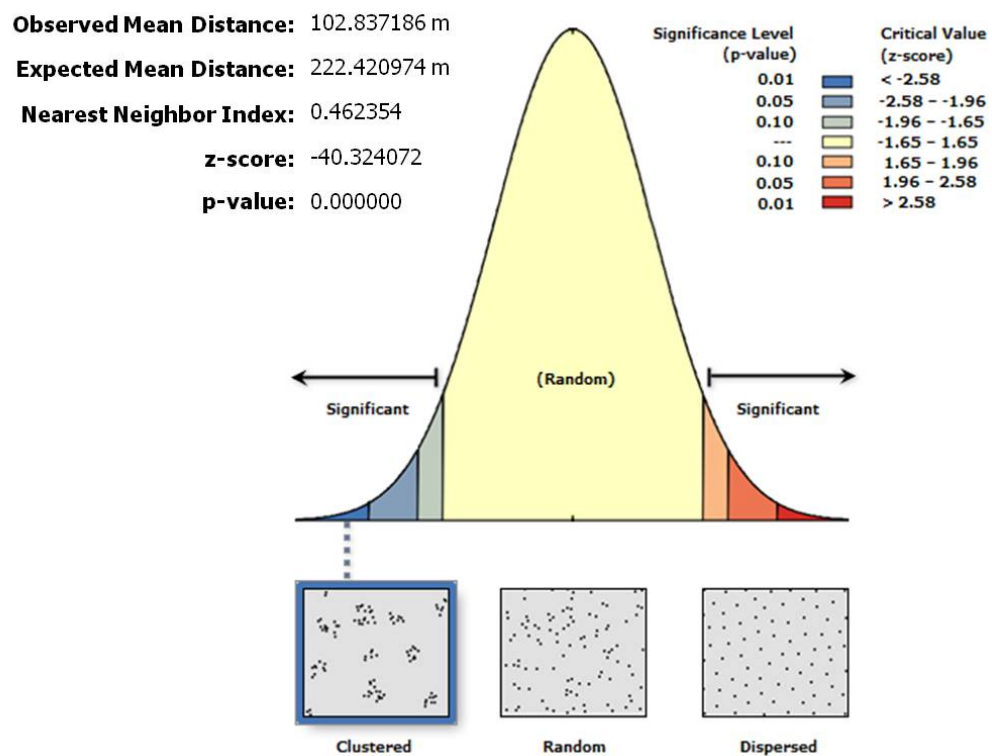 Observed Mean Distance: 102.837186 m
Expected Mean Distance: 222.420974 m
Nearest Neighbor Index: 0.462354
z-score: -40.324072
p-value: 0.000000
Significance Level
(p-value)
Critical Value
(z-score)
0.01 < -2.58
0.05 -2.58 – -1.96
0.10 -1.96 – -1.65
--- -1.65 – 1.65
0.10 1.65 – 1.96
0.05 1.96 – 2.58
0.01 > 2.58
(Random)
Significant
Significant
Clustered
Random
Dispersed